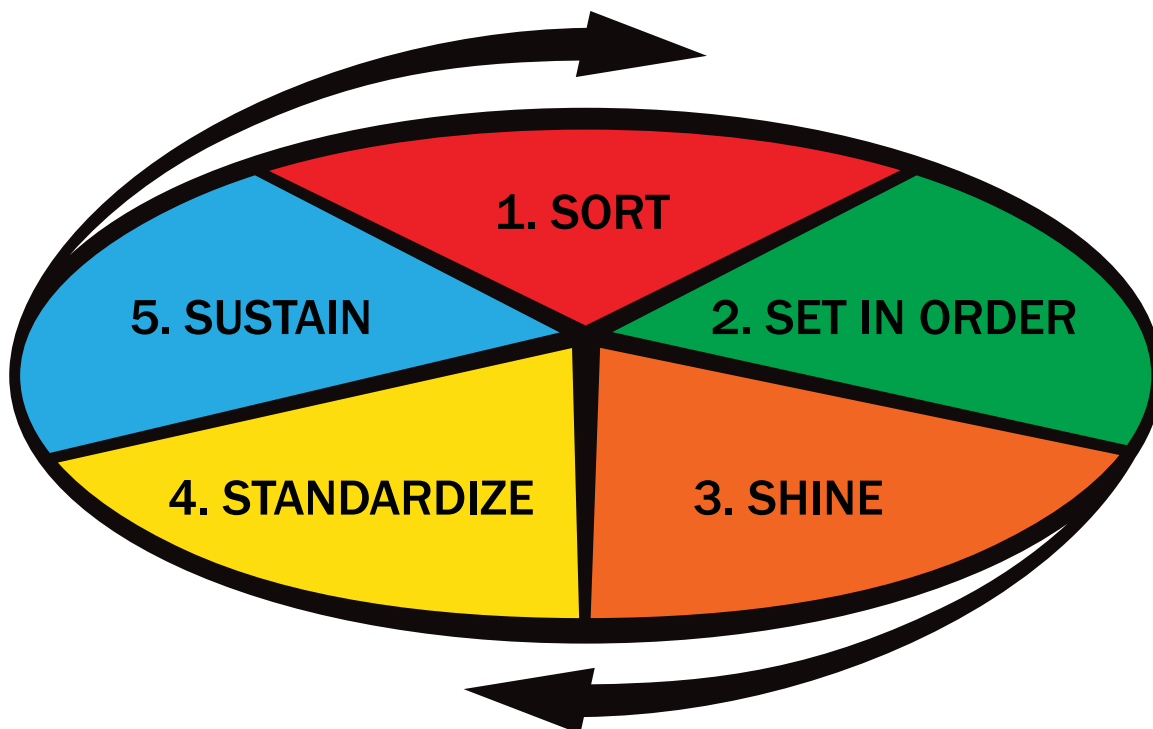 1. SORT
2. SET IN ORDER
3. SHINE
4. STANDARDIZE
5. SUSTAIN